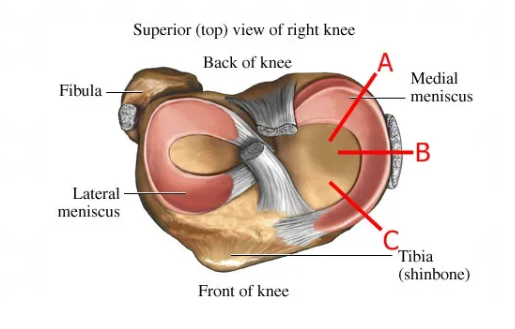 Superior (top) view of right knee
Back of knee
A
Fibula
Medial
meniscus
B
Lateral
meniscus
C
Tibia
(shinbone)
Front of knee